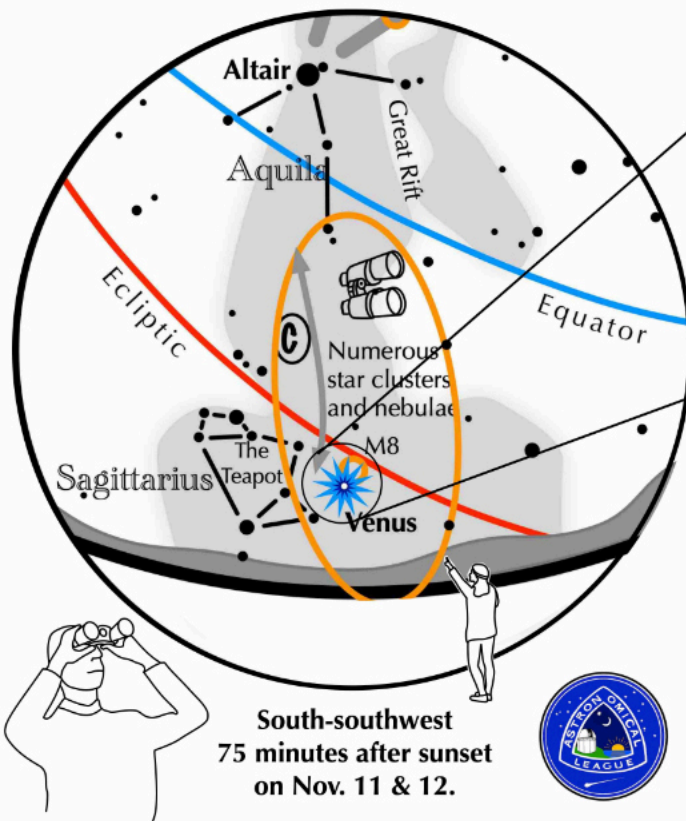 Altair
Great Rift
Aquila
Ecliptic
Equator
C
Numerous
star clusters
and nebulae
M8
The
Teapot
Sagittarius
Venus
South-southwest
75 minutes after sunset
on Nov. 11 & 12.
ASTRONOMICAL
LEAGUE